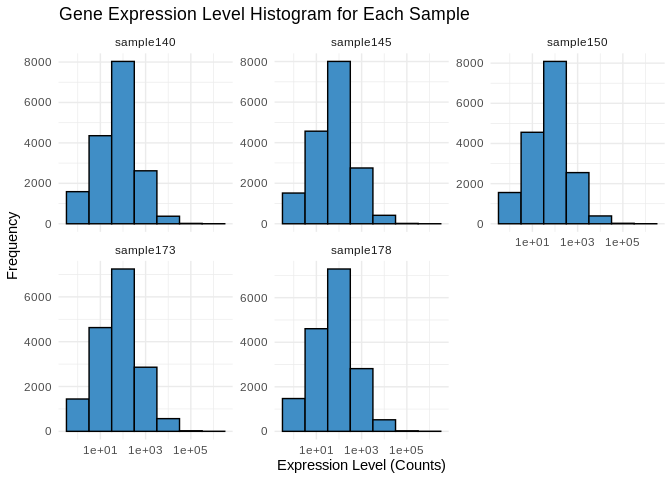 Gene Expression Level Histogram for Each Sample
sample140 sample145 sample150
8000 8000 8000
6000 6000 6000
4000 4000 4000
2000 2000 2000
0 0 0
1e+01 1e+03 1e+05
Frequency
sample173 sample178
6000 6000
4000 4000
2000 2000
0 0
1e+01 1e+03 1e+05 1e+01 1e+03 1e+05
Expression Level (Counts)